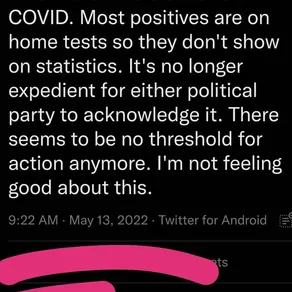 COVID. Most positives are on
home tests so they don't show
on statistics. It's no longer
expedient for either political
party to acknowledge it. There
seems to be no threshold for
action anymore. I'm not feeling
good about this.
9:22 AM · May 13, 2022 · Twitter for Android